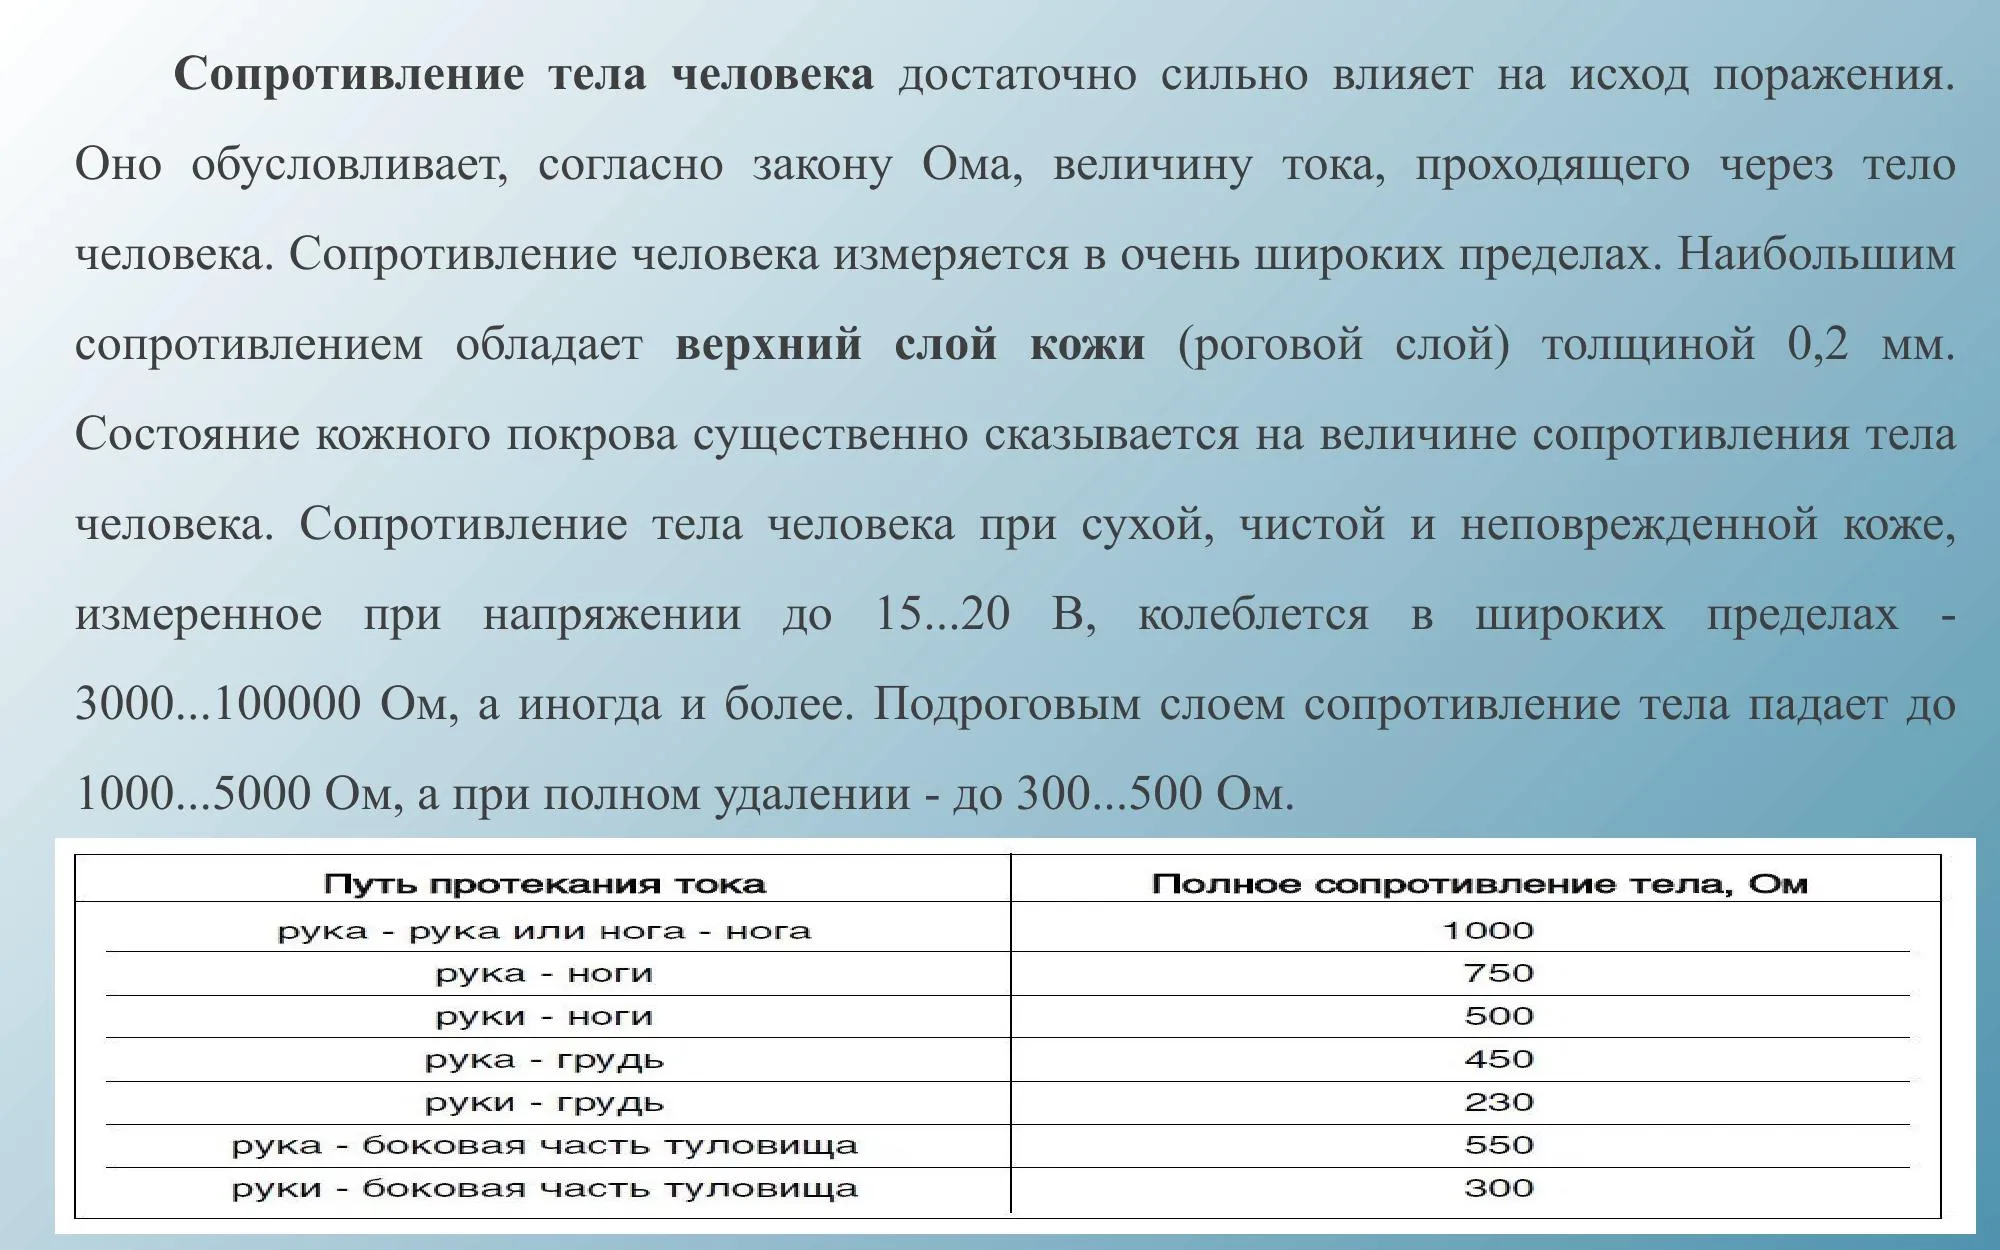 Сопротивление тела человека достаточно сильно влияет на исход поражения.
Оно обусловливает, согласно закону Ома, величину тока, проходящего через тело
человека. Сопротивление человека измеряется в очень широких пределах. Наибольшим
сопротивлением обладает верхний слой кожи (роговой слой) толщиной 0,2 мм.
Состояние кожного покрова существенно сказывается на величине сопротивления тела
человека. Сопротивление тела человека при сухой, чистой и неповрежденной коже,
измеренное при напряжении до 15...20 В, колеблется в широких пределах -
3000...100000 Ом, а иногда и более. Подроговым слоем сопротивление тела падает до
1000...5000 Ом, а при полном удалении - до 300...500 Ом.
Путь протекания тока Полное сопротивление тела, Ом
рука - рука или нога - нога 1000
рука - ноги 750
руки - ноги 500
рука - грудь 450
руки - грудь 230
рука - боковая часть туловища 550
руки - боковая часть туловища 300